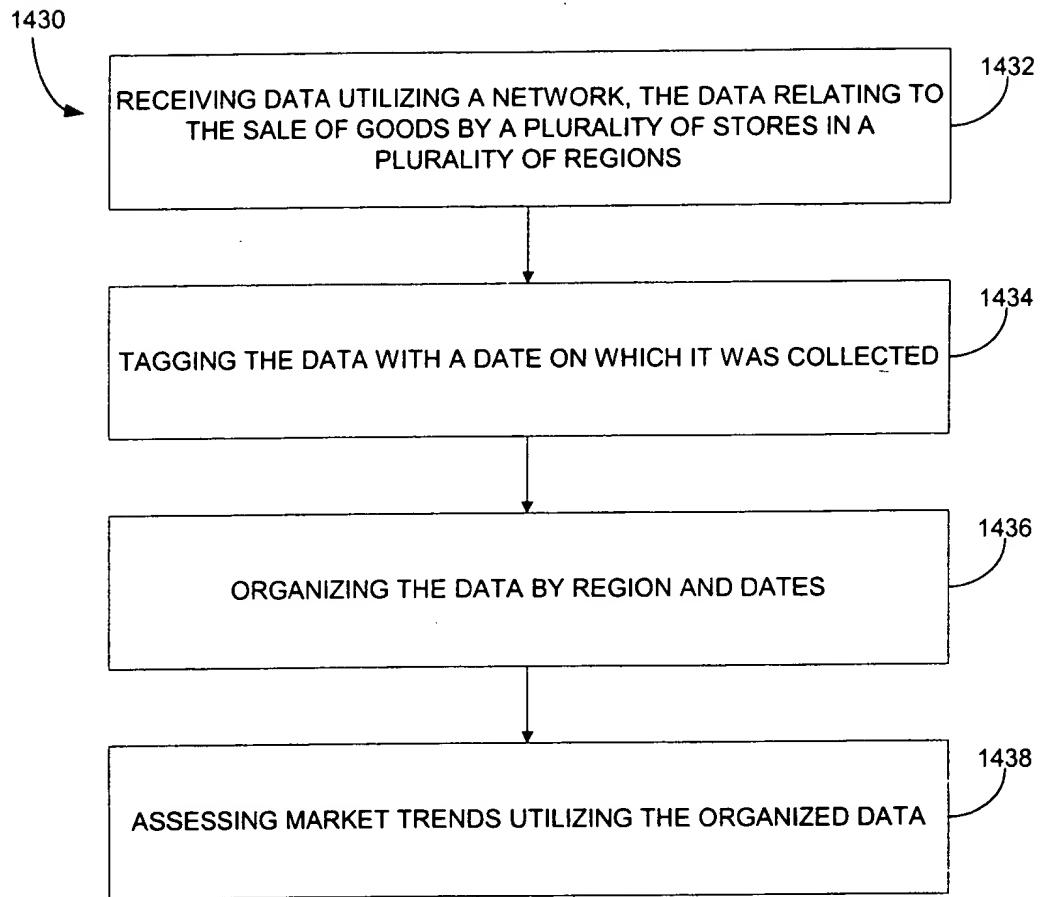 1430
1432
RECEIVING DATA UTILIZING A NETWORK, THE DATA RELATING TO
THE SALE OF GOODS BY A PLURALITY OF STORES IN A
PLURALITY OF REGIONS
1434
TAGGING THE DATA WITH A DATE ON WHICH IT WAS COLLECTED
1436
ORGANIZING THE DATA BY REGION AND DATES
1438
ASSESSING MARKET TRENDS UTILIZING THE ORGANIZED DATA